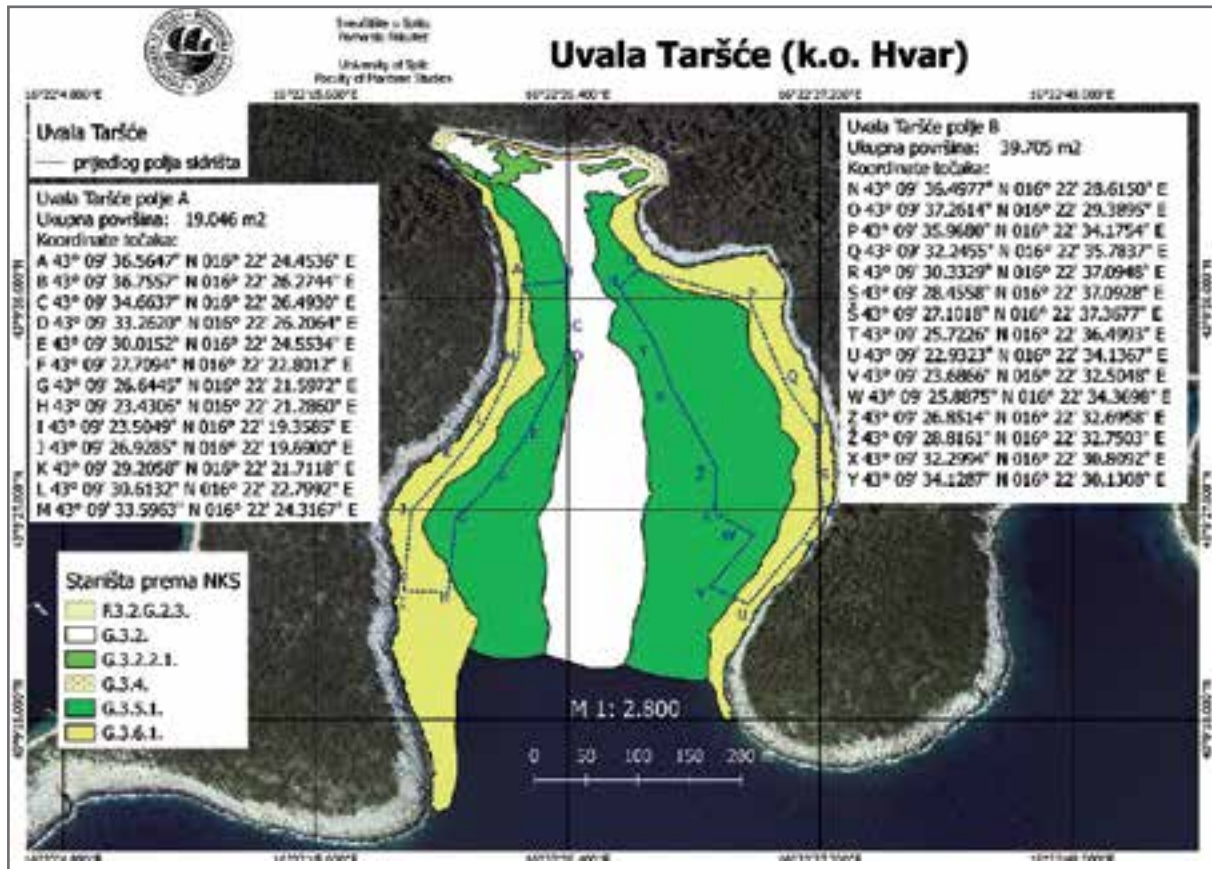 Sveučilište u Splitu
Pomorski fakultet
University of Split
Faculty of Maritime Studies
Uvala Taršće (k.o. Hvar)
Uvala Taršće
prijedlog polja sidrišta
Uvala Taršće polje A
Ukupna površina: 19.046 m2
Koordinate točaka:
A 43° 09' 36.5647" N 016° 22' 24.4536" E
B 43° 09' 36.7557" N 016° 22' 26.2744" E
C 43° 09' 34.6637" N 016° 22' 26.4930" E
D 43° 09' 33.2620" N 016° 22' 26.2064" E
E 43° 09' 30.0152" N 016° 22' 24.5534" E
F 43° 09' 27.7094" N 016° 22' 22.8012" E
G 43° 09' 26.6445" N 016° 22' 21.5972" E
H 43° 09' 23.4306" N 016° 22' 21.2860" E
I 43° 09' 23.5049" N 016° 22' 19.3585" E
J 43° 09' 26.9285" N 016° 22' 19.6900" E
K 43° 09' 29.2058" N 016° 22' 21.7118" E
L 43° 09' 30.6132" N 016° 22' 22.7992" E
M 43° 09' 33.5963" N 016° 22' 24.3167" E
Uvala Taršće polje B
Ukupna površina: 39.705 m2
Koordinate točaka:
N 43° 09' 36.4977" N 016° 22' 28.6150" E
O 43° 09' 37.2614" N 016° 22' 29.3895" E
P 43° 09' 35.9680" N 016° 22' 34.1754" E
Q 43° 09' 32.2455" N 016° 22' 35.7837" E
R 43° 09' 30.3329" N 016° 22' 37.0948" E
S 43° 09' 28.4558" N 016° 22' 37.0928" E
Š 43° 09' 27.1018" N 016° 22' 37.3677" E
T 43° 09' 25.7226" N 016° 22' 36.4993" E
U 43° 09' 22.9323" N 016° 22' 34.1367" E
V 43° 09' 23.6866" N 016° 22' 32.5048" E
W 43° 09' 25.8875" N 016° 22' 34.3698" E
Z 43° 09' 26.8514" N 016° 22' 32.6958" E
Ž 43° 09' 28.8161" N 016° 22' 32.7503" E
X 43° 09' 32.2994" N 016° 22' 30.8092" E
Y 43° 09' 34.1287" N 016° 22' 30.1308" E
Staništa prema NKS
F.3.2.G.2.3.
G.3.2.
G.3.2.2.1.
G.3.4.
G.3.5.1.
G.3.6.1.
M 1: 2.800
0 50 100 150 200